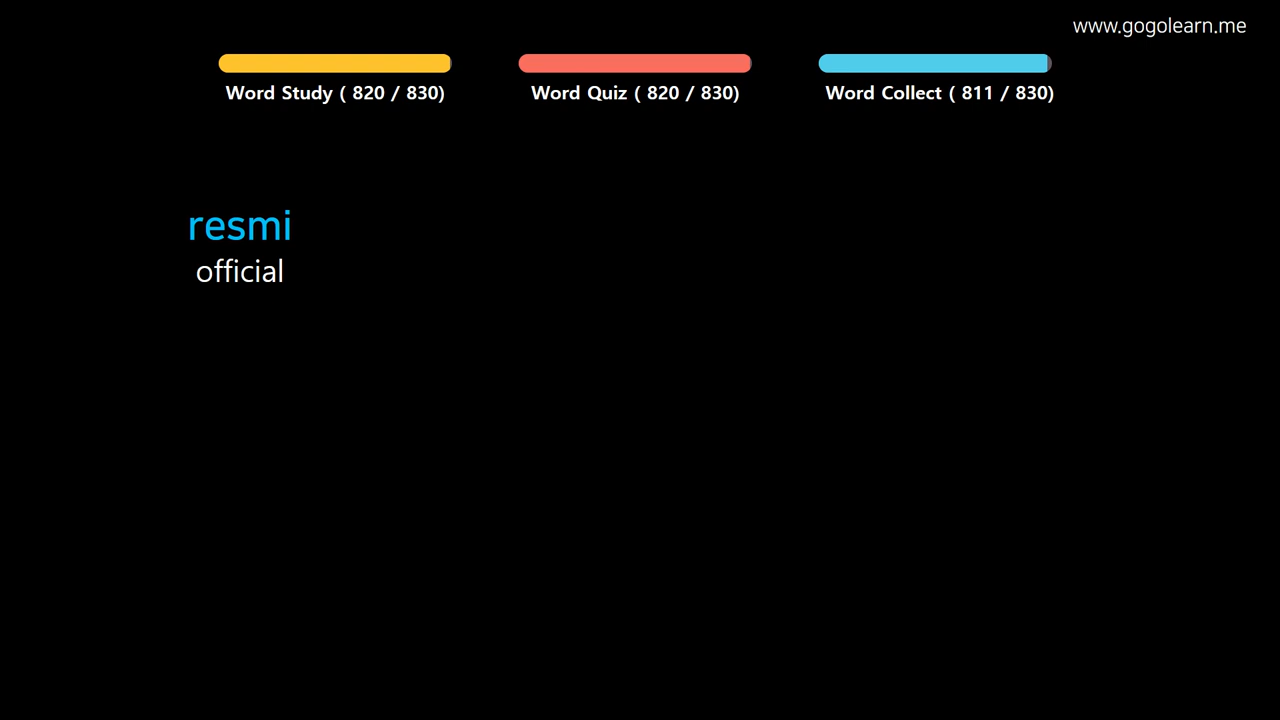 www.gogolearn.me
Word Study ( 820 / 830)
Word Quiz ( 820 / 830)
Word Collect ( 811 / 830)
resmi
official